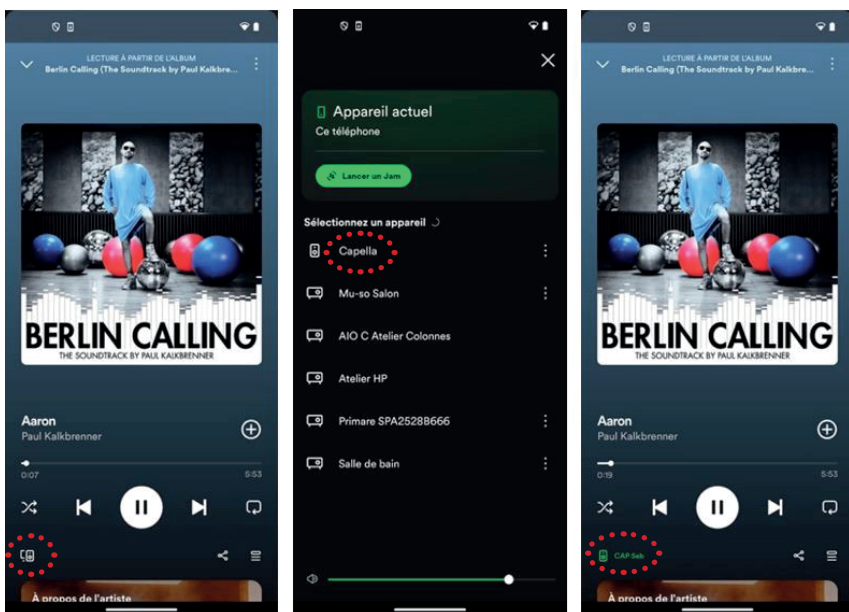 LECTURE À PARTIR DE L'ALBUM
Berlin Calling (The Soundtrack by Paul Kalkbre...
BERLIN CALLING
THE SOUNDTRACK BY PAUL KALKBRENNER
Aaron
Paul Kalkbrenner
0:07
5:53
À propos de l'artiste
Appareil actuel
Ce téléphone
Lancer un Jam
Sélectionnez un appareil
Capella
Mu-so Salon
AIO C Atelier Colonnes
Atelier HP
Primare SPA2528B666
Salle de bain
LECTURE À PARTIR DE L'ALBUM
Berlin Calling (The Soundtrack by Paul Kalkbre...
BERLIN CALLING
THE SOUNDTRACK BY PAUL KALKBRENNER
Aaron
Paul Kalkbrenner
0:19
5:53
CAP Seb
À propos de l'artiste